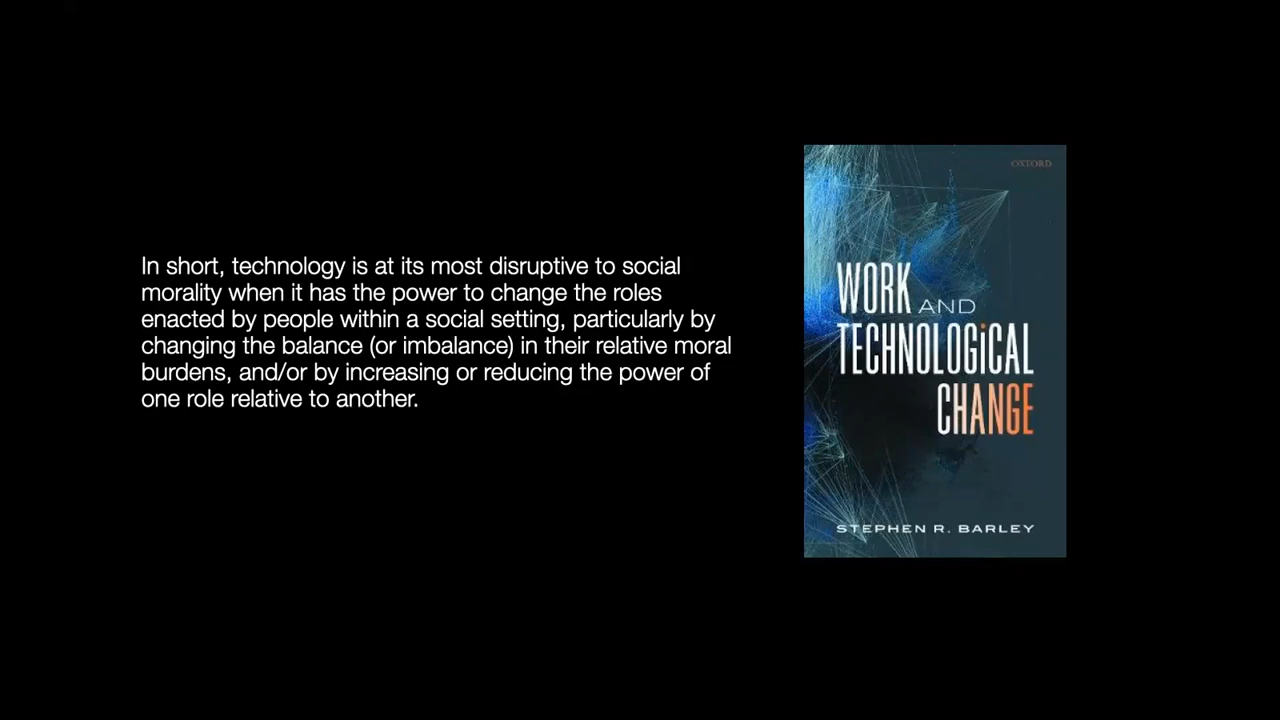 In short, technology is at its most disruptive to social
morality when it has the power to change the roles
enacted by people within a social setting, particularly by
changing the balance (or imbalance) in their relative moral
burdens, and/or by increasing or reducing the power of
one role relative to another.
OXFORD
WORK AND
TECHNOLOGiCAL
CHANGE
STEPHEN R. BARLEY